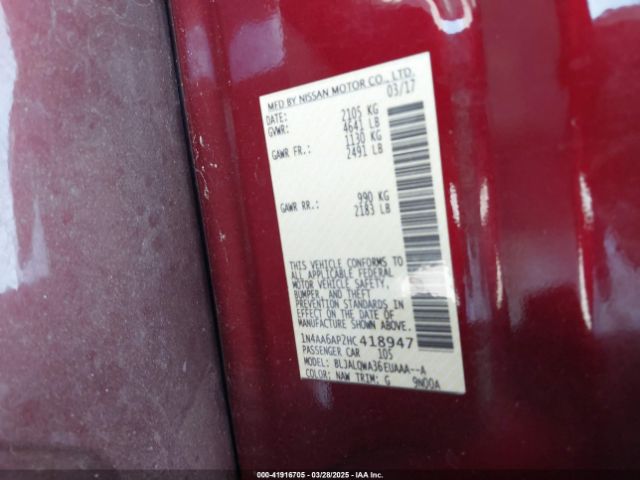 MFD BY NISSAN MOTOR CO., LTD.
DATE: 03/17
GVWR: 2105 KG
4641 LB
GAWR FR.: 1130 KG
2491 LB
GAWR RR.: 990 KG
2183 LB
THIS VEHICLE CONFORMS TO
ALL APPLICABLE FEDERAL
MOTOR VEHICLE SAFETY,
BUMPER, AND THEFT
PREVENTION STANDARDS IN
EFFECT ON THE DATE OF
MANUFACTURE SHOWN ABOVE.
1N4AA6AP2HC418947
PASSENGER CAR 105
MODEL: BLJALQWA36EUAAA--A
COLOR: NAW TRIM: G 9N00A
000-41916705 | 03/28/2025 | IAA Inc.